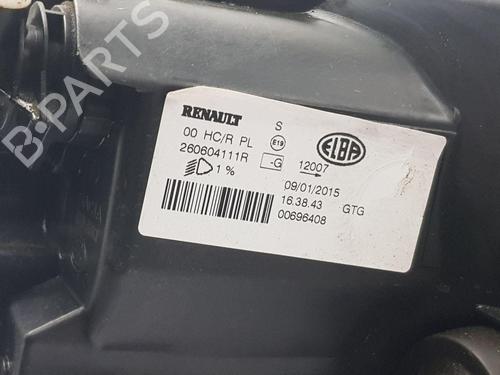 B-PARTS
RENAULT
00 HC/R PL S E19 ELBA
260604111R -G 12007
1 % 09/01/2015
16.38.43 GTG
00696408